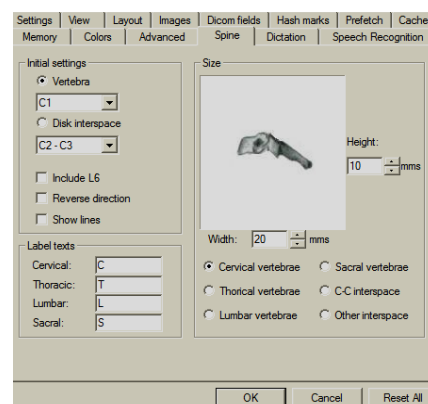 Settings View Layout Images Dicom fields Hash marks Prefetch Cache
Memory Colors Advanced Spine Dictation Speech Recognition
Initial settings
Vertebra
C1
Disk interspace
C2 - C3
Include L6
Reverse direction
Show lines
Label texts
Cervical: C
Thoracic: T
Lumbar: L
Sacral: S
Size
Height:
10 mms
Width: 20 mms
Cervical vertebrae Sacral vertebrae
Thorical vertebrae C-C interspace
Lumbar vertebrae Other interspace
OK Cancel Reset All